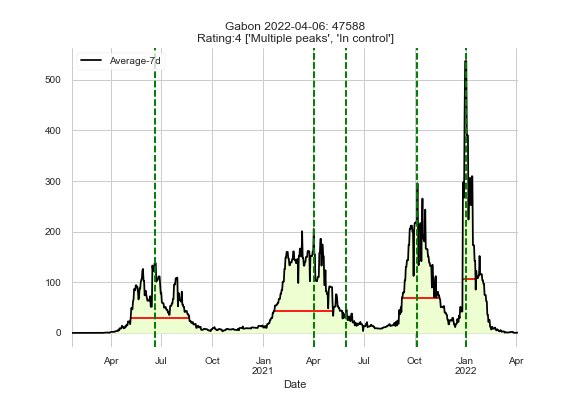 Gabon 2022-04-06: 47588
Rating:4 ['Multiple peaks', 'In control']
Average-7d
500
400
300
200
100
0
Apr Jul Oct Jan Apr Jul Oct Jan Apr
2021 2022
Date